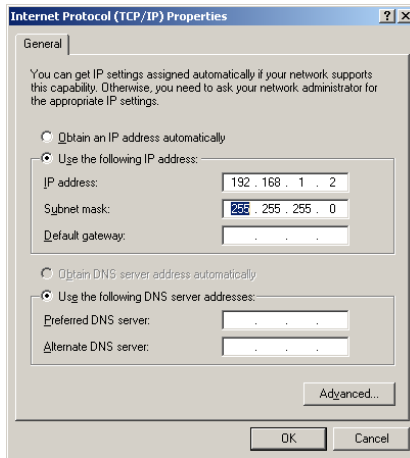 Internet Protocol (TCP/IP) Properties
General
You can get IP settings assigned automatically if your network supports
this capability. Otherwise, you need to ask your network administrator for
the appropriate IP settings.
Obtain an IP address automatically
Use the following IP address:
IP address: 192 . 168 . 1 . 2
Subnet mask: 255 . 255 . 255 . 0
Default gateway: . . .
Obtain DNS server address automatically
Use the following DNS server addresses:
Preferred DNS server: . . .
Alternate DNS server: . . .
Advanced...
OK Cancel